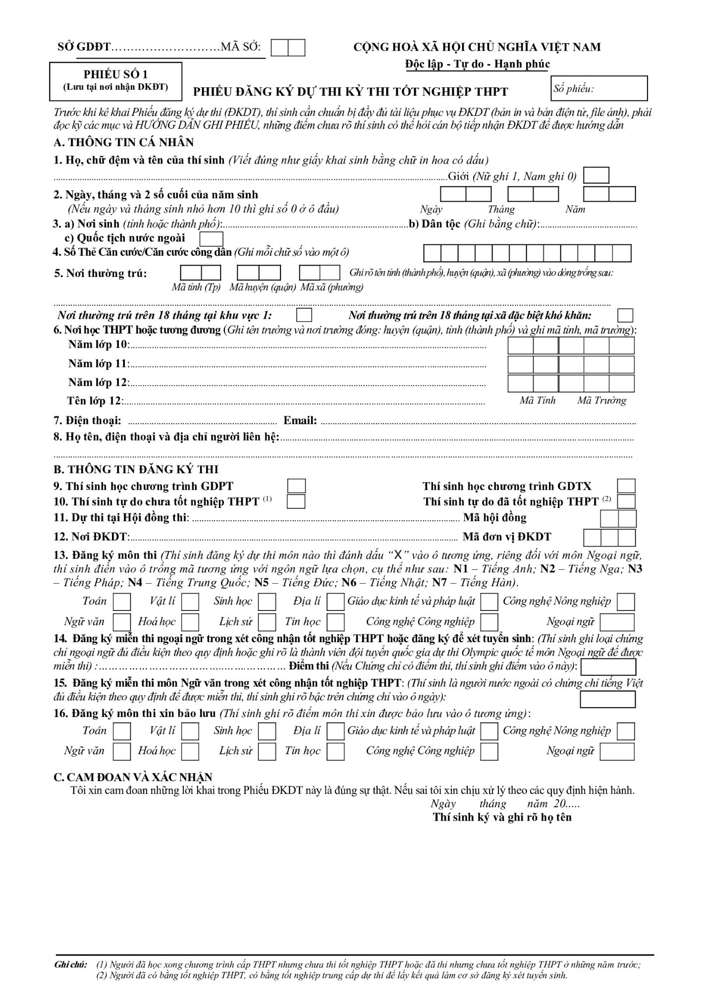 SỞ GDĐT…………………………MÃ SỞ:
CỘNG HOÀ XÃ HỘI CHỦ NGHĨA VIỆT NAM
Độc lập - Tự do - Hạnh phúc
PHIẾU SỐ 1
(Lưu tại nơi nhận DKĐT)
PHIẾU ĐĂNG KÝ DỰ THI KỲ THI TỐT NGHIỆP THPT
Số phiếu:
Trước khi kê khai Phiếu đăng ký dự thi (ĐKDT), thí sinh cần chuẩn bị đầy đủ tài liệu phục vụ ĐKDT (bản in và bản điện tử, file ảnh), phải
đọc kỹ các mục và HƯỚNG DẪN GHI PHIẾU, những điểm chưa rõ thí sinh có thể hỏi cán bộ tiếp nhận ĐKDT để được hướng dẫn
A. THÔNG TIN CÁ NHÂN
1. Họ, chữ đệm và tên của thí sinh (Viết đúng như giấy khai sinh bằng chữ in hoa có dấu)
....................................................................Giới (Nữ ghi 1, Nam ghi 0)
2. Ngày, tháng và 2 số cuối của năm sinh
(Nếu ngày và tháng sinh nhỏ hơn 10 thì ghi số 0 ở ô đầu) Ngày Tháng Năm
3. a) Nơi sinh (tỉnh hoặc thành phố):..............................b) Dân tộc (Ghi bằng chữ):....................
c) Quốc tịch nước ngoài
4. Số Thẻ Căn cước/Căn cước công dân (Ghi mỗi chữ số vào một ô)
5. Nơi thường trú: Ghi rõ tên tỉnh (thành phố), huyện (quận), xã (phường) vào dòng trống sau:
Mã tỉnh (Tp) Mã huyện (quận) Mã xã (phường)
....................................................................
Nơi thường trú trên 18 tháng tại khu vực 1: Nơi thường trú trên 18 tháng tại xã đặc biệt khó khăn:
6. Nơi học THPT hoặc tương đương (Ghi tên trường và nơi trường đóng: huyện (quận), tỉnh (thành phố) và ghi mã tỉnh, mã trường):
Năm lớp 10:..............................
Năm lớp 11:..............................
Năm lớp 12:..............................
Tên lớp 12:.............................. Mã Tỉnh Mã Trường
7. Điện thoại: .............................. Email: ..............................
8. Họ tên, điện thoại và địa chỉ người liên hệ:..............................
....................................................................
B. THÔNG TIN ĐĂNG KÝ THI
9. Thí sinh học chương trình GDPT Thí sinh học chương trình GDTX
10. Thí sinh tự do chưa tốt nghiệp THPT (1) Thí sinh tự do đã tốt nghiệp THPT (2)
11. Dự thi tại Hội đồng thi: .............................. Mã hội đồng
12. Nơi ĐKDT:.............................. Mã đơn vị ĐKDT
13. Đăng ký môn thi (Thí sinh đăng ký dự thi môn nào thì đánh dấu “X” vào ô tương ứng, riêng đối với môn Ngoại ngữ,
thí sinh điền vào ô trống mã tương ứng với ngôn ngữ lựa chọn, cụ thể như sau: N1 – Tiếng Anh; N2 – Tiếng Nga; N3
– Tiếng Pháp; N4 – Tiếng Trung Quốc; N5 – Tiếng Đức; N6 – Tiếng Nhật; N7 – Tiếng Hàn).
Toán Vật lí Sinh học Địa lí Giáo dục kinh tế và pháp luật Công nghệ Nông nghiệp
Ngữ văn Hoá học Lịch sử Tin học Công nghệ Công nghiệp Ngoại ngữ
14. Đăng ký miễn thi ngoại ngữ trong xét công nhận tốt nghiệp THPT hoặc đăng ký để xét tuyển sinh: (Thí sinh ghi loại chứng
chỉ ngoại ngữ đủ điều kiện theo quy định hoặc ghi rõ là thành viên đội tuyển quốc gia dự thi Olympic quốc tế môn Ngoại ngữ để được
miễn thi) :…………………………………………… Điểm thi (Nếu Chứng chỉ có điểm thi, thí sinh ghi điểm vào ô này):
15. Đăng ký miễn thi môn Ngữ văn trong xét công nhận tốt nghiệp THPT: (Thí sinh là người nước ngoài có chứng chỉ tiếng Việt
đủ điều kiện theo quy định để được miễn thi, thí sinh ghi rõ bậc trên chứng chỉ vào ô ngày):
16. Đăng ký môn thi xin bảo lưu (Thí sinh ghi rõ điểm môn thi xin được bảo lưu vào ô tương ứng):
Toán Vật lí Sinh học Địa lí Giáo dục kinh tế và pháp luật Công nghệ Nông nghiệp
Ngữ văn Hoá học Lịch sử Tin học Công nghệ Công nghiệp Ngoại ngữ
C. CAM ĐOAN VÀ XÁC NHẬN
Tôi xin cam đoan những lời khai trong Phiếu ĐKDT này là đúng sự thật. Nếu sai tôi xin chịu xử lý theo các quy định hiện hành.
Ngày tháng năm 20.....
Thí sinh ký và ghi rõ họ tên
Ghi chú: (1) Người đã học xong chương trình cấp THPT nhưng chưa thi tốt nghiệp THPT hoặc đã thi nhưng chưa tốt nghiệp THPT ở những năm trước;
(2) Người đã có bằng tốt nghiệp THPT, có bằng tốt nghiệp trung cấp dự thi để lấy kết quả làm cơ sở đăng ký xét tuyển sinh.